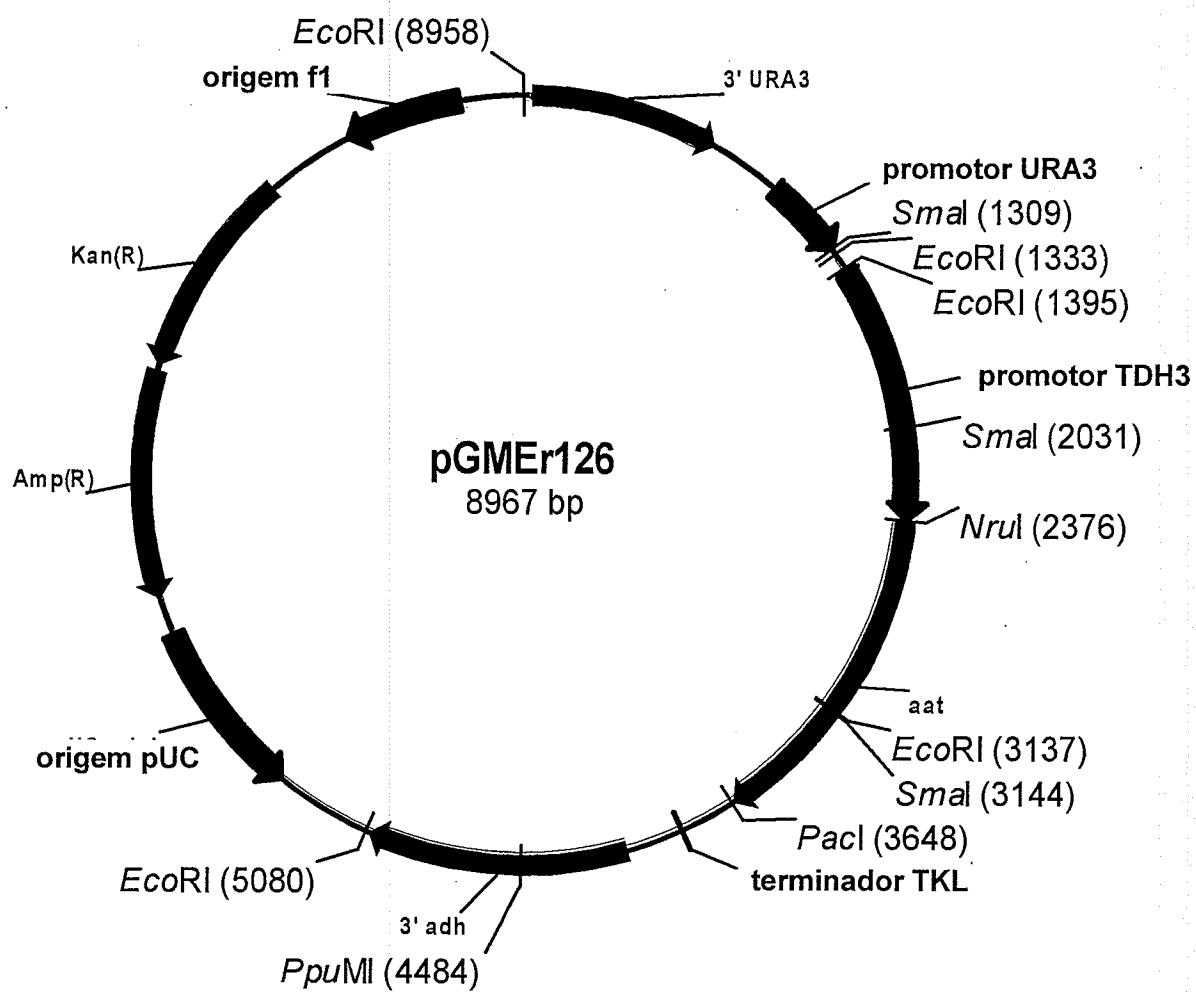 EcoRI (8958)
origem f1
3' URA3
promotor URA3
SmaI (1309)
EcoRI (1333)
EcoRI (1395)
Kan(R)
promotor TDH3
SmaI (2031)
pGMEr126
8967 bp
Amp(R)
NruI (2376)
aat
origem pUC
EcoRI (3137)
SmaI (3144)
PacI (3648)
EcoRI (5080)
terminador TKL
3' adh
PpuMI (4484)